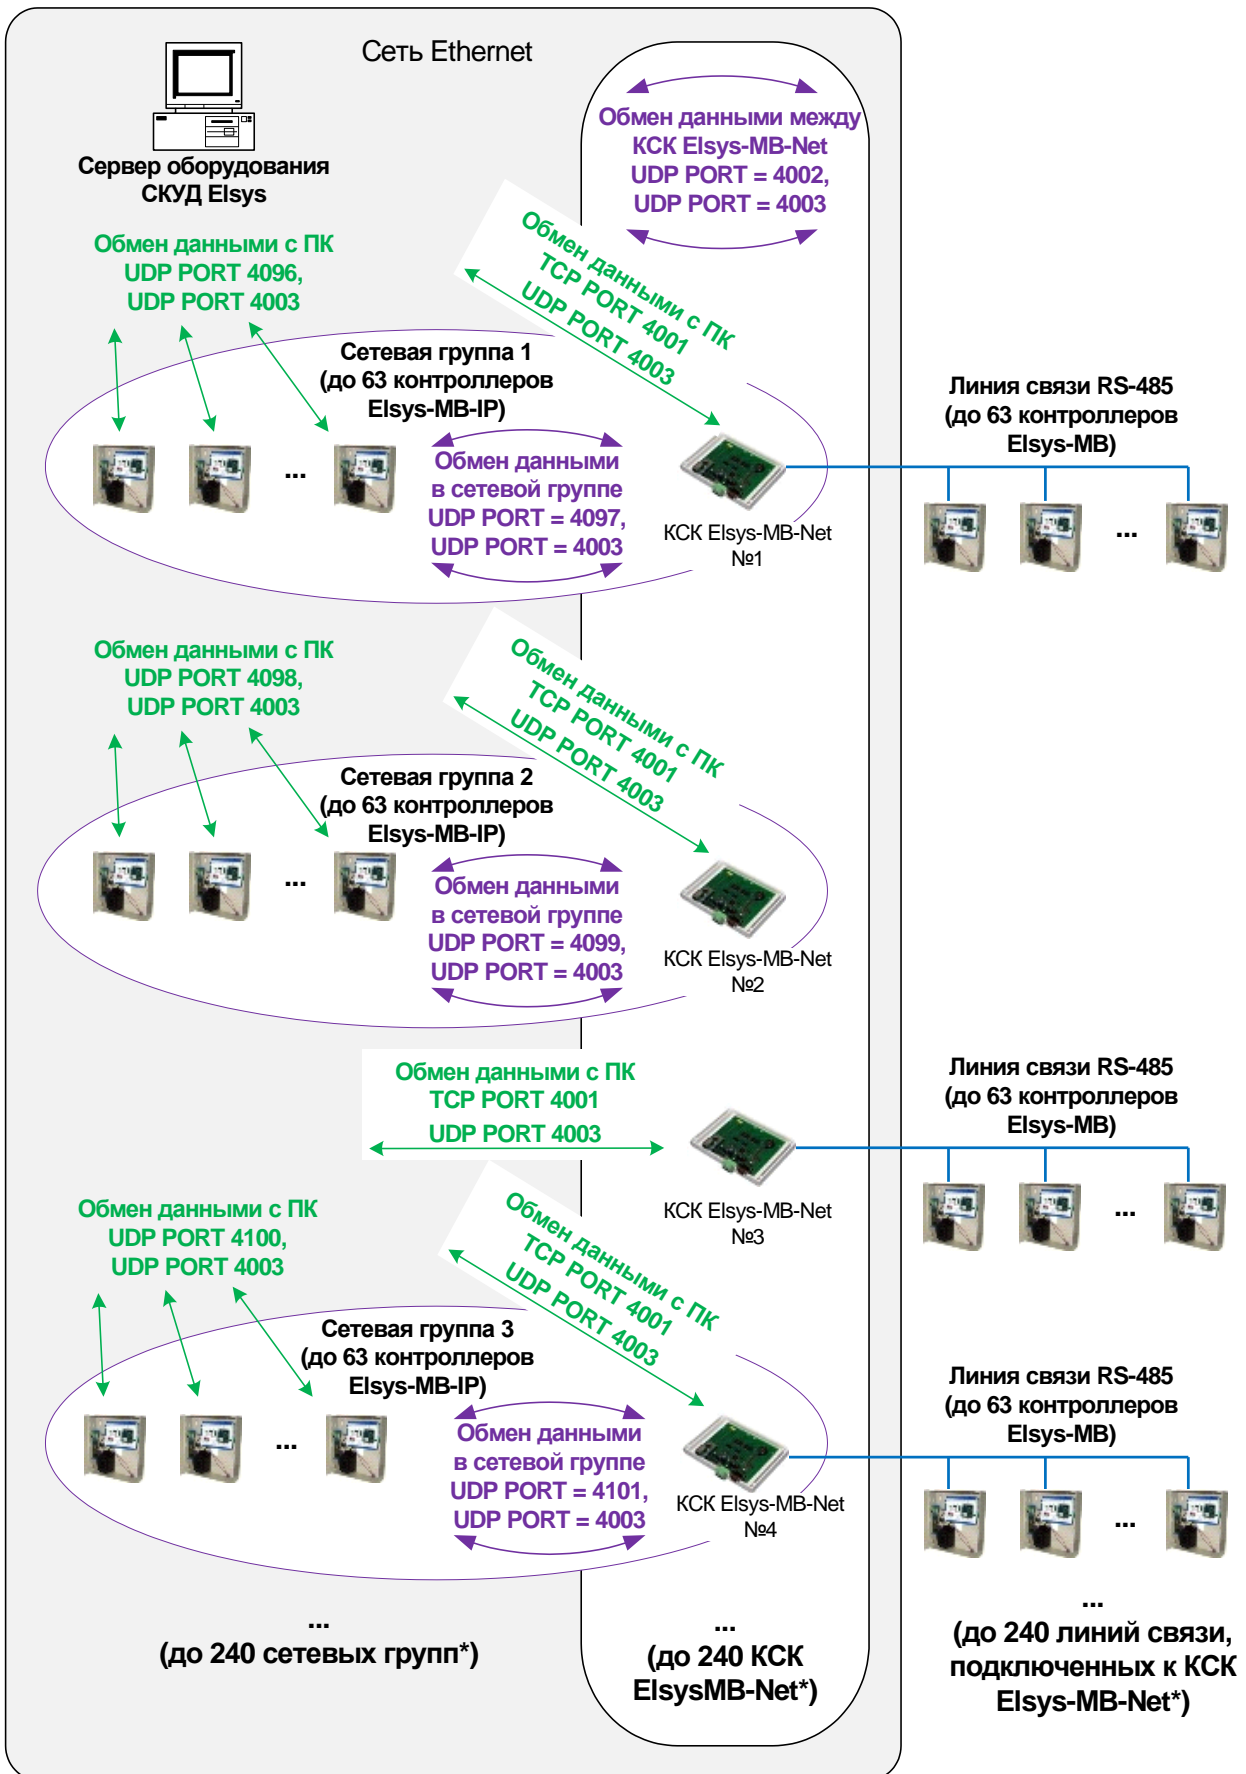 Сеть Ethernet
Сервер оборудования
СКУД Elsys
Обмен данными между
КСК Elsys-MB-Net
UDP PORT = 4002,
UDP PORT = 4003
Обмен данными с ПК
UDP PORT 4096,
UDP PORT 4003
Обмен данными с ПК
TCP PORT 4001
UDP PORT 4003
Сетевая группа 1
(до 63 контроллеров
Elsys-MB-IP)
...
Обмен данными
в сетевой группе
UDP PORT = 4097,
UDP PORT = 4003
КСК Elsys-MB-Net
№1
Линия связи RS-485
(до 63 контроллеров
Elsys-MB)
...
Обмен данными с ПК
UDP PORT 4098,
UDP PORT 4003
Обмен данными с ПК
TCP PORT 4001
UDP PORT 4003
Сетевая группа 2
(до 63 контроллеров
Elsys-MB-IP)
...
Обмен данными
в сетевой группе
UDP PORT = 4099,
UDP PORT = 4003
КСК Elsys-MB-Net
№2
Обмен данными с ПК
TCP PORT 4001
UDP PORT 4003
КСК Elsys-MB-Net
№3
Линия связи RS-485
(до 63 контроллеров
Elsys-MB)
...
Обмен данными с ПК
UDP PORT 4100,
UDP PORT 4003
Обмен данными с ПК
TCP PORT 4001
UDP PORT 4003
Сетевая группа 3
(до 63 контроллеров
Elsys-MB-IP)
...
Обмен данными
в сетевой группе
UDP PORT = 4101,
UDP PORT = 4003
КСК Elsys-MB-Net
№4
Линия связи RS-485
(до 63 контроллеров
Elsys-MB)
...
...
(до 240 сетевых групп*)
...
(до 240 КСК
ElsysMB-Net*)
...
(до 240 линий связи,
подключенных к КСК
Elsys-MB-Net*)